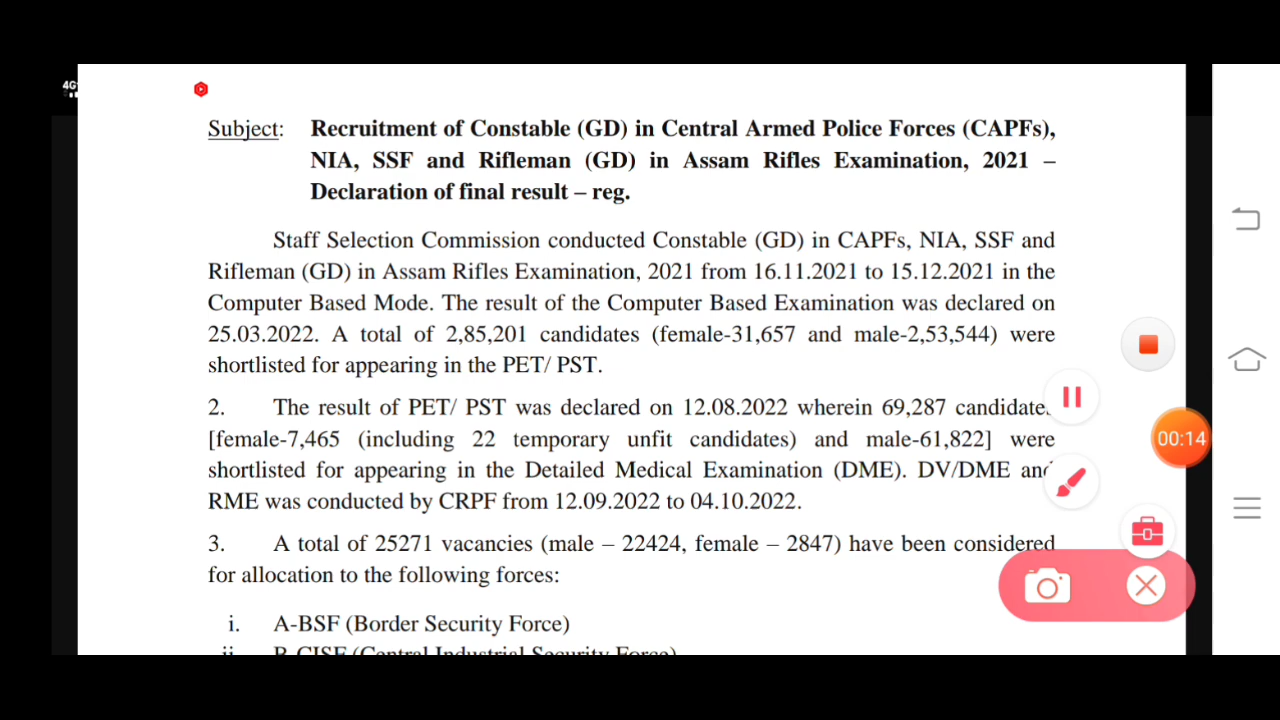 4G
Subject: Recruitment of Constable (GD) in Central Armed Police Forces (CAPFs),
NIA, SSF and Rifleman (GD) in Assam Rifles Examination, 2021 –
Declaration of final result – reg.
Staff Selection Commission conducted Constable (GD) in CAPFs, NIA, SSF and
Rifleman (GD) in Assam Rifles Examination, 2021 from 16.11.2021 to 15.12.2021 in the
Computer Based Mode. The result of the Computer Based Examination was declared on
25.03.2022. A total of 2,85,201 candidates (female-31,657 and male-2,53,544) were
shortlisted for appearing in the PET/ PST.
2. The result of PET/ PST was declared on 12.08.2022 wherein 69,287 candidate
[female-7,465 (including 22 temporary unfit candidates) and male-61,822] were
shortlisted for appearing in the Detailed Medical Examination (DME). DV/DME and
RME was conducted by CRPF from 12.09.2022 to 04.10.2022.
00:14
3. A total of 25271 vacancies (male – 22424, female – 2847) have been considered
for allocation to the following forces:
i. A-BSF (Border Security Force)
ii. B-CISF (Central Industrial Security Force)